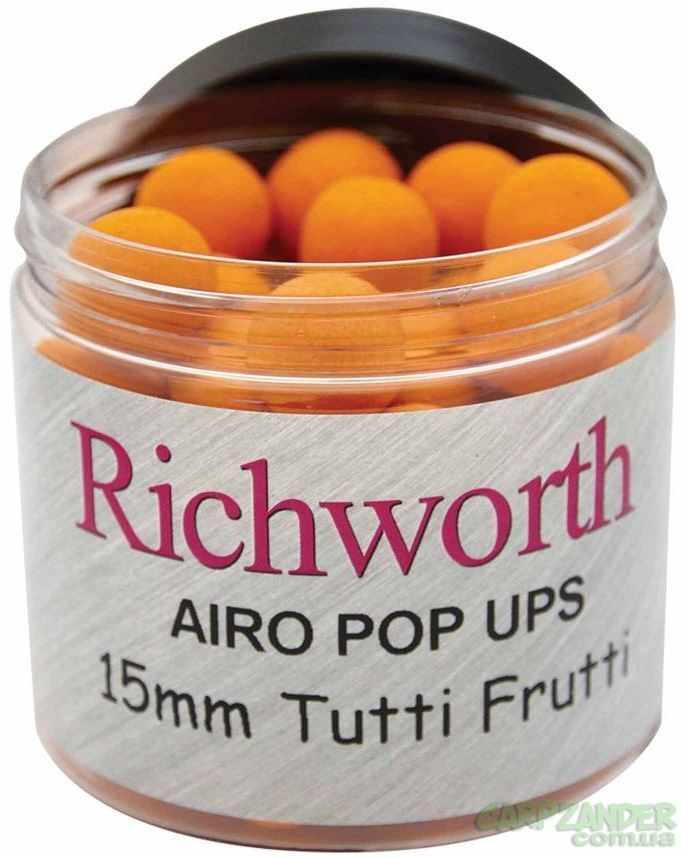 Richworth
AIRO POP UPS
15mm Tutti Frutti
CARPZANDER
com.ua